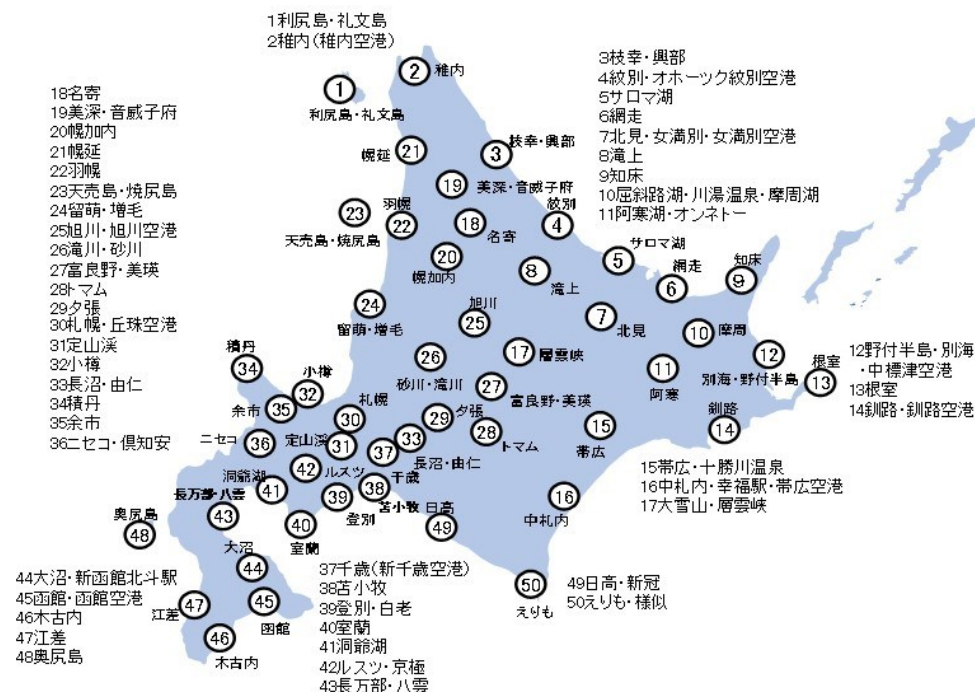 1利尻島・礼文島
2稚内(稚内空港)
3枝幸・興部
4紋別・オホーツク紋別空港
5サロマ湖
6網走
7北見・女満別・女満別空港
8滝上
9知床
10屈斜路湖・川湯温泉・摩周湖
11阿寒湖・オンネトー
18名寄
19美深・音威子府
20幌加内
21幌延
22羽幌
23天売島・焼尻島
24留萌・増毛
25旭川・旭川空港
26滝川・砂川
27富良野・美瑛
28トマム
29夕張
30札幌・丘珠空港
31定山渓
32小樽
33長沼・由仁
34積丹
35余市
36ニセコ・倶知安
2 稚内
1
利尻島・礼文島
幌延 21
3 枝幸・興部
19 美深・音威子府
羽幌
23 22
天売島・焼尻島
18 名寄
紋別
4
20
幌加内
サロマ湖
5
8 滝上
網走
6
知床
9
24
留萌・増毛
旭川
25
7 北見
10 摩周
積丹
34
26
砂川・滝川
17 層雲峡
11
阿寒
12
別海・野付半島
根室
13
小樽
32
余市 35
札幌
30
27
富良野・美瑛
釧路
14
ニセコ 36
定山渓 31
29 夕張
33
長沼・由仁
28 トマム
15
帯広
37
千歳
42 ルスツ
洞爺湖 41
39
登別
38
苫小牧
日高
49
16
中札内
長万部・八雲
43
40
室蘭
奥尻島
48
大沼
44
50
えりも
江差 47
45
函館
46
木古内
12野付半島・別海
・中標津空港
13根室
14釧路・釧路空港
15帯広・十勝川温泉
16中札内・幸福駅・帯広空港
17大雪山・層雲峡
44大沼・新函館北斗駅
45函館・函館空港
46木古内
47江差
48奥尻島
37千歳(新千歳空港)
38苫小牧
39登別・白老
40室蘭
41洞爺湖
42ルスツ・京極
43長万部・八雲
49日高・新冠
50えりも・様似